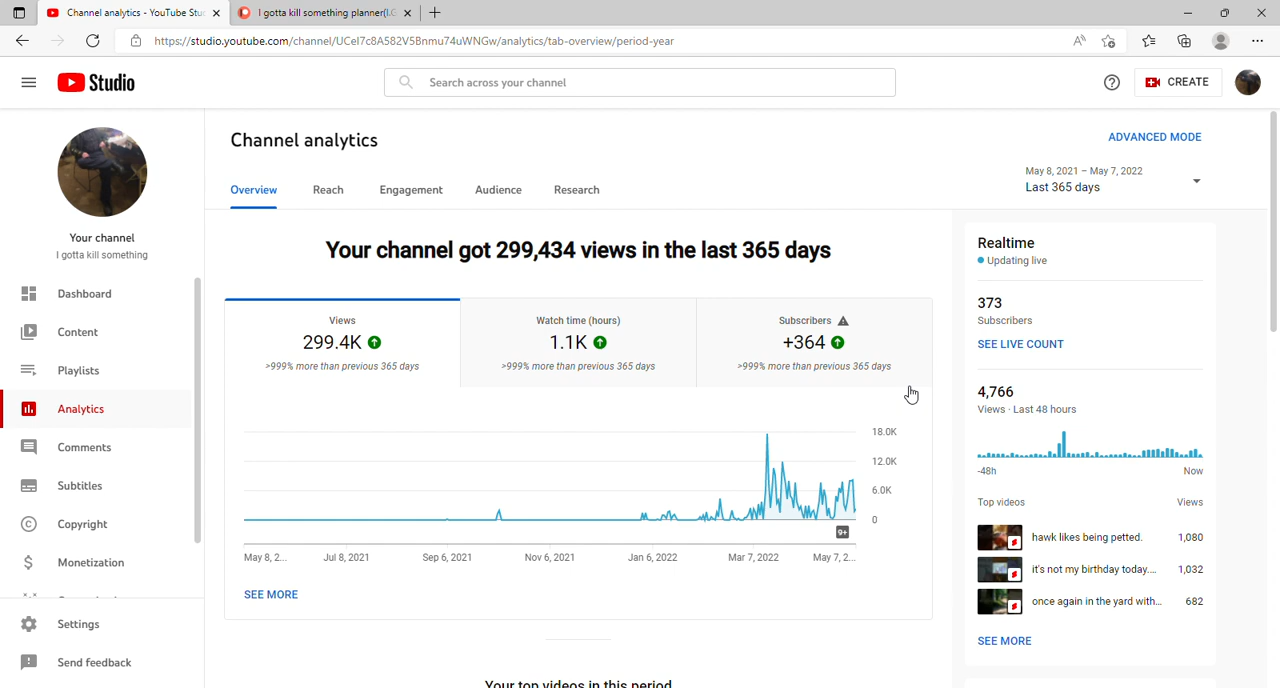 Channel analytics - YouTube Stu
I gotta kill something planner(I.G
https://studio.youtube.com/channel/UCeI7c8A582V5Bnmu74uWNGw/analytics/tab-overview/period-year
Studio
Search across your channel
CREATE
Channel analytics
ADVANCED MODE
May 8, 2021 – May 7, 2022
Last 365 days
Overview
Reach
Engagement
Audience
Research
Your channel
I gotta kill something
Dashboard
Content
Playlists
Analytics
Comments
Subtitles
Copyright
Monetization
Settings
Send feedback
Your channel got 299,434 views in the last 365 days
Views
299.4K
>999% more than previous 365 days
Watch time (hours)
1.1K
>999% more than previous 365 days
Subscribers
+364
>999% more than previous 365 days
18.0K
12.0K
6.0K
0
9+
May 8, 2...
Jul 8, 2021
Sep 6, 2021
Nov 6, 2021
Jan 6, 2022
Mar 7, 2022
May 7, 2...
SEE MORE
Your top videos in this period
Realtime
Updating live
373
Subscribers
SEE LIVE COUNT
4,766
Views · Last 48 hours
-48h
Now
Top videos
Views
hawk likes being petted.
1,080
it's not my birthday today....
1,032
once again in the yard with...
682
SEE MORE